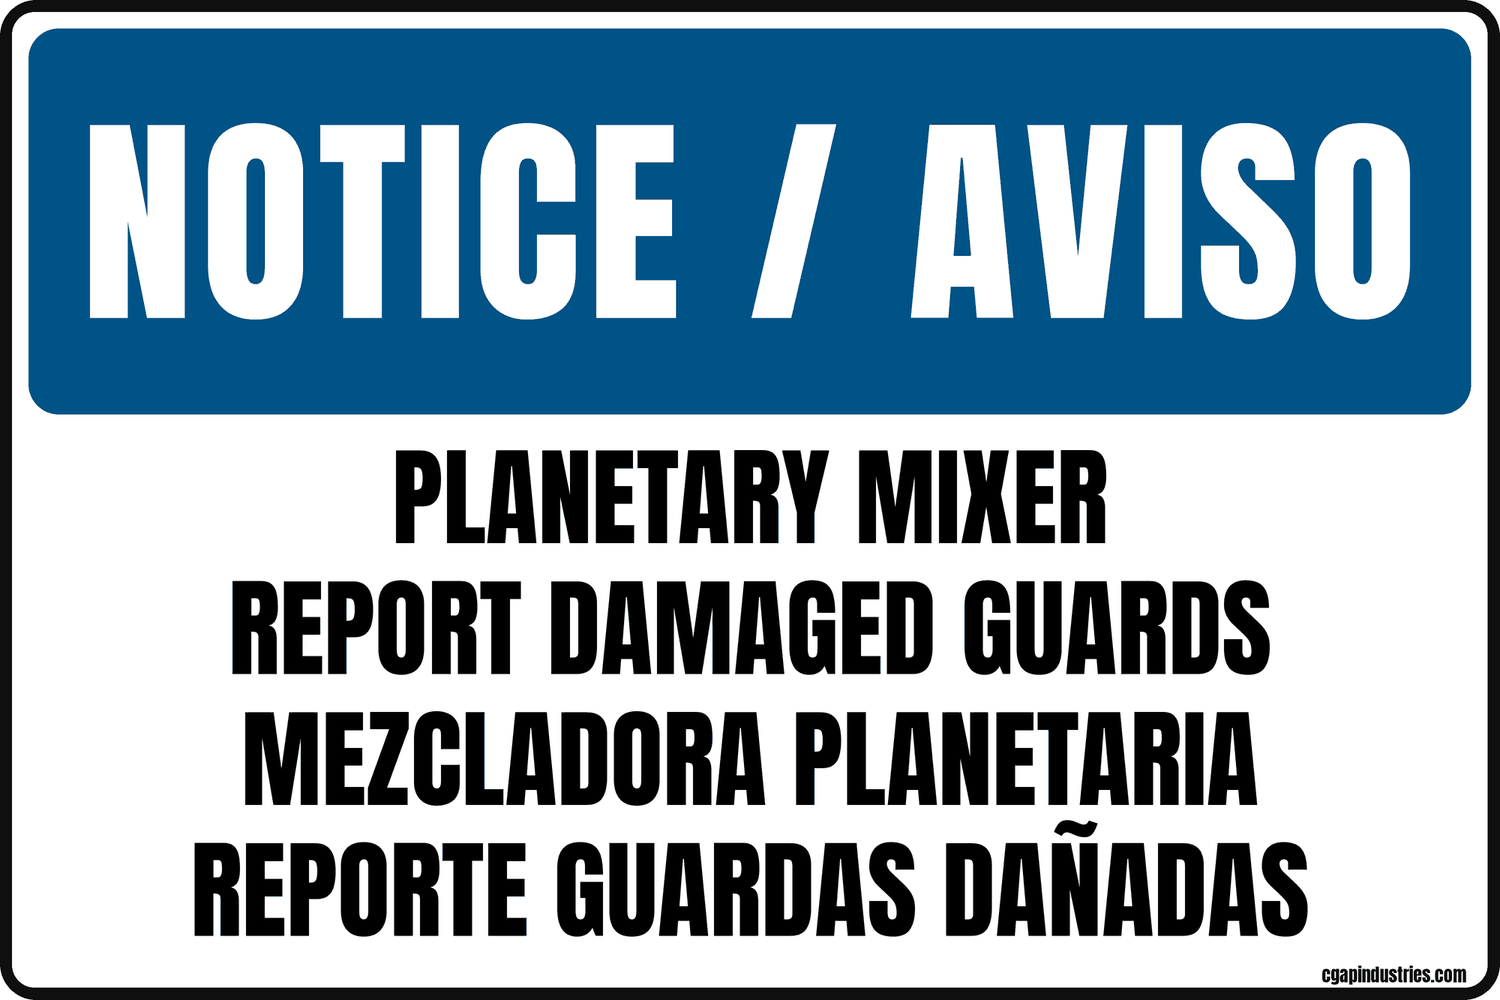 NOTICE / AVISO
PLANETARY MIXER
REPORT DAMAGED GUARDS
MEZCLADORA PLANETARIA
REPORTE GUARDAS DAÑADAS
cgapindustries.com